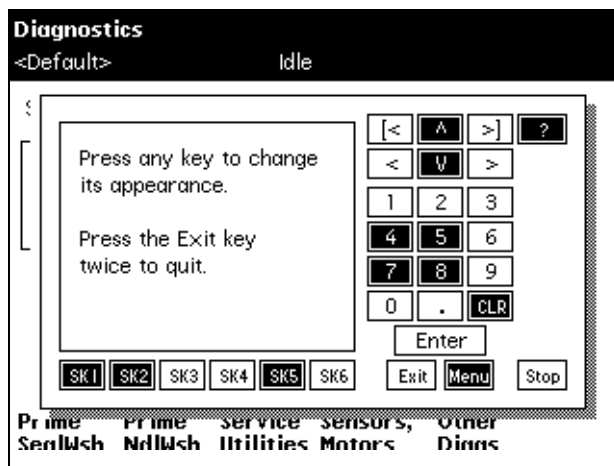 Diagnostics
<Default> Idle
S
[< ^ >] ?
< V >
Press any key to change
its appearance.
Press the Exit key
twice to quit.
1 2 3
4 5 6
7 8 9
0 . CLR
Enter
SK1 SK2 SK3 SK4 SK5 SK6 Exit Menu Stop
Prime Prime Service Sensors, Other
SealWsh NdlWsh Utilities Motors Diags